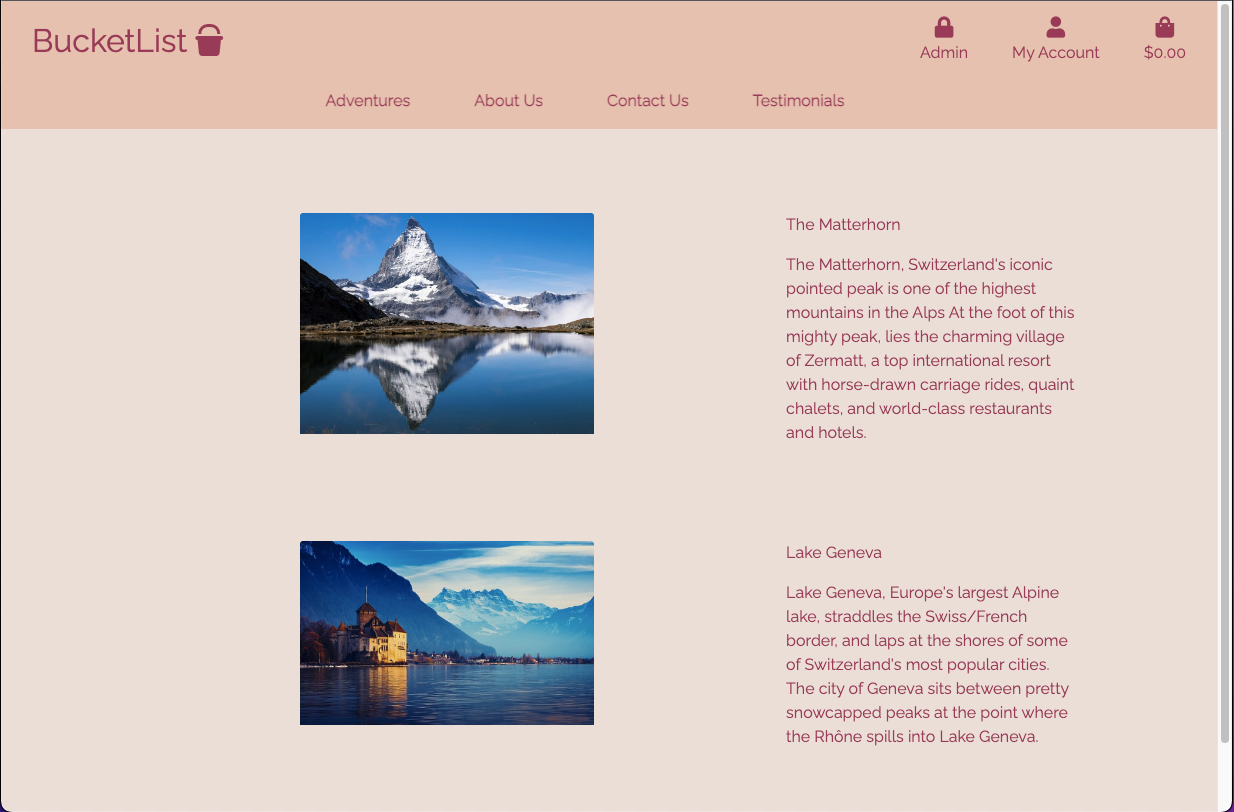 BucketList
Admin
My Account
$0.00
Adventures
About Us
Contact Us
Testimonials
The Matterhorn
The Matterhorn, Switzerland's iconic
pointed peak is one of the highest
mountains in the Alps At the foot of this
mighty peak, lies the charming village
of Zermatt, a top international resort
with horse-drawn carriage rides, quaint
chalets, and world-class restaurants
and hotels.
Lake Geneva
Lake Geneva, Europe's largest Alpine
lake, straddles the Swiss/French
border, and laps at the shores of some
of Switzerland's most popular cities.
The city of Geneva sits between pretty
snowcapped peaks at the point where
the Rhône spills into Lake Geneva.